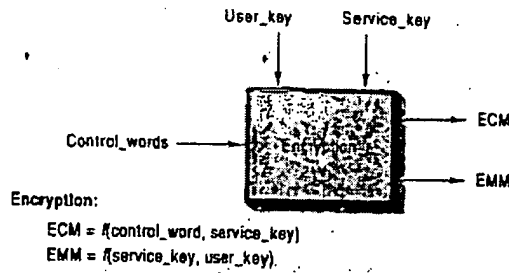 User_key Service_key
ECM
Control_words
Encryption
EMM
Encryption:
ECM = f(control_word, service_key)
EMM = f(service_key, user_key).